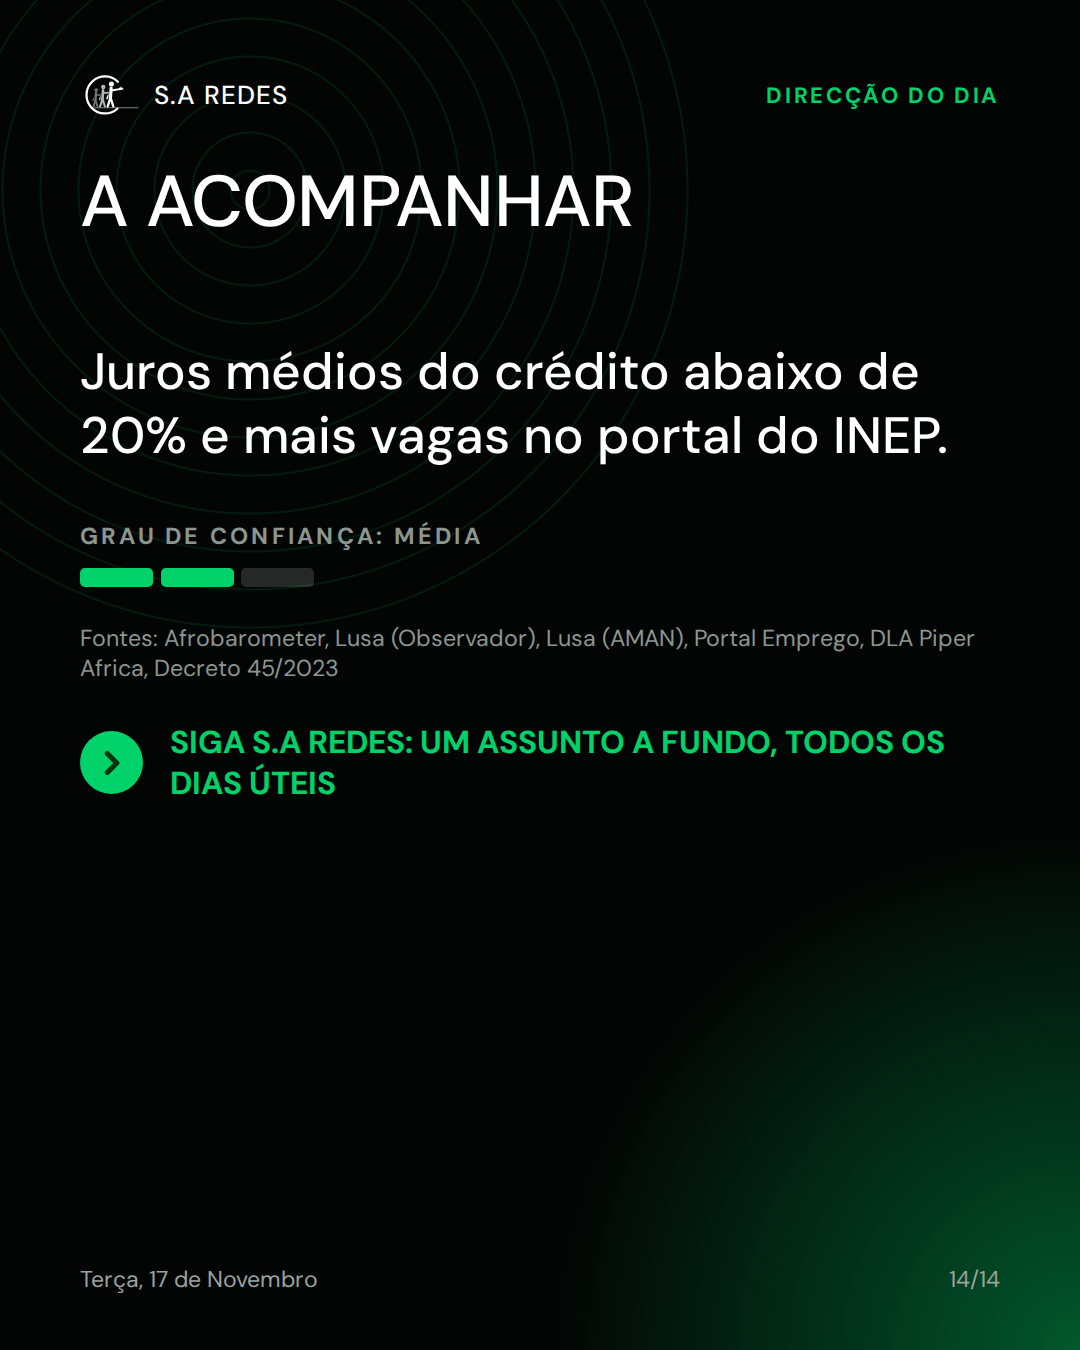 S.A REDES
DIRECÇÃO DO DIA
A ACOMPANHAR
Juros médios do crédito abaixo de
20% e mais vagas no portal do INEP.
GRAU DE CONFIANÇA: MÉDIA
Fontes: Afrobarometer, Lusa (Observador), Lusa (AMAN), Portal Emprego, DLA Piper
Africa, Decreto 45/2023
SIGA S.A REDES: UM ASSUNTO A FUNDO, TODOS OS
DIAS ÚTEIS
Terça, 17 de Novembro
14/14